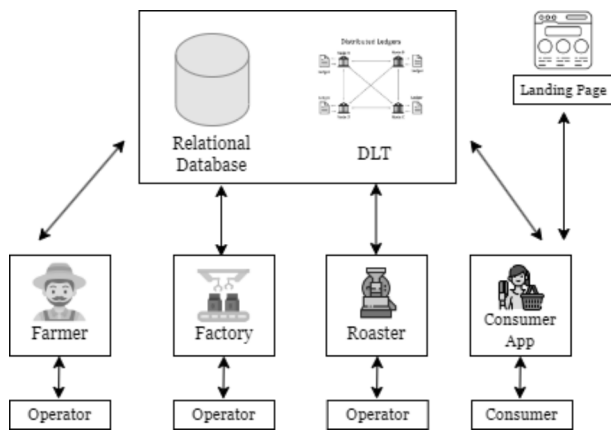 Distributed Ledgers
Landing Page
Relational
Database
DLT
Farmer
Factory
Roaster
Consumer
App
Operator
Operator
Operator
Consumer